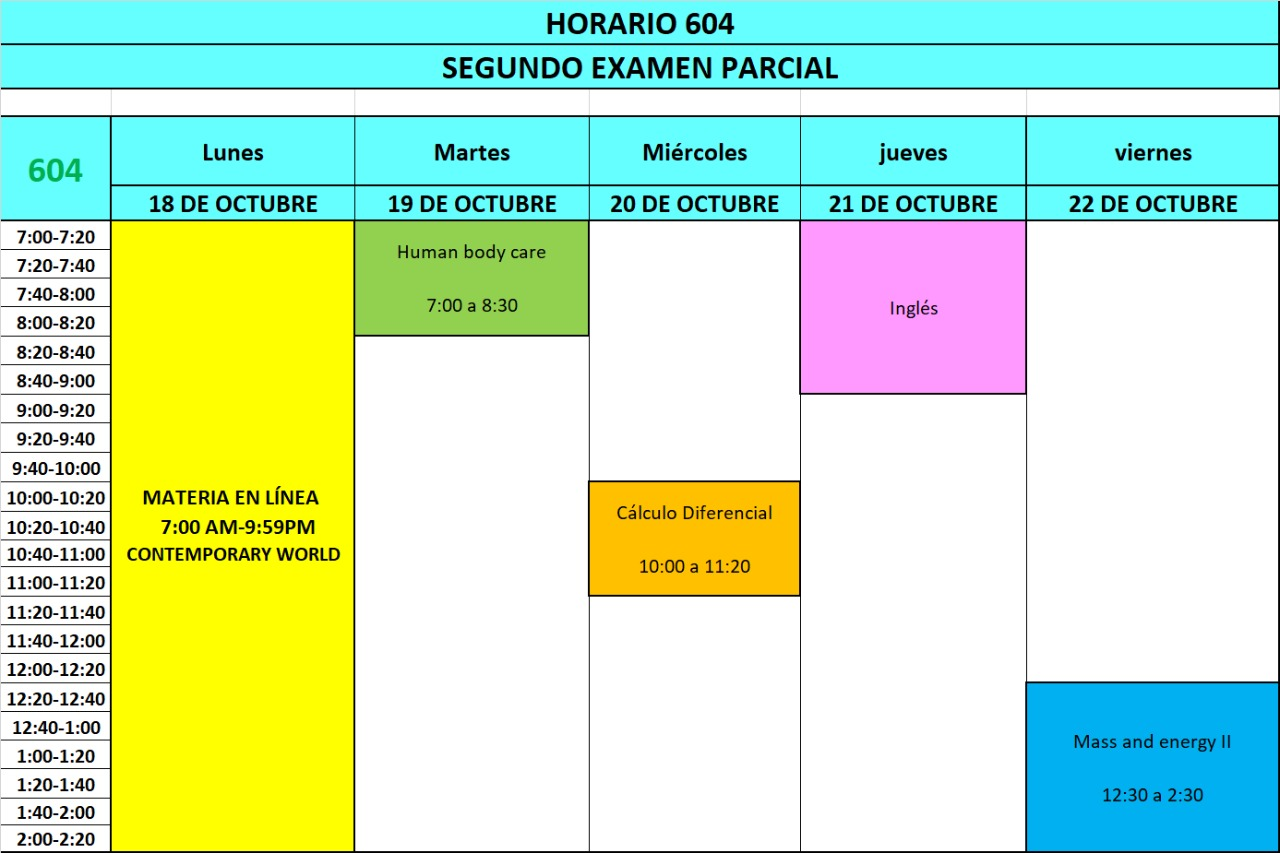 HORARIO 604
SEGUNDO EXAMEN PARCIAL
604
Lunes
Martes
Miércoles
jueves
viernes
18 DE OCTUBRE
19 DE OCTUBRE
20 DE OCTUBRE
21 DE OCTUBRE
22 DE OCTUBRE
7:00-7:20
7:20-7:40
7:40-8:00
8:00-8:20
8:20-8:40
8:40-9:00
9:00-9:20
9:20-9:40
9:40-10:00
10:00-10:20
10:20-10:40
10:40-11:00
11:00-11:20
11:20-11:40
11:40-12:00
12:00-12:20
12:20-12:40
12:40-1:00
1:00-1:20
1:20-1:40
1:40-2:00
2:00-2:20
MATERIA EN LÍNEA
7:00 AM-9:59PM
CONTEMPORARY WORLD
Human body care
7:00 a 8:30
Cálculo Diferencial
10:00 a 11:20
Inglés
Mass and energy II
12:30 a 2:30